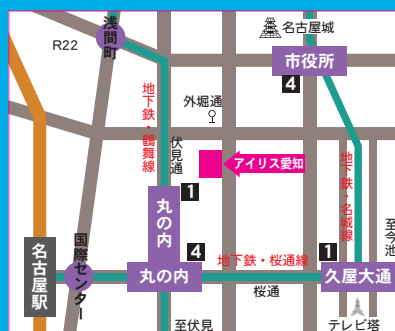 浅間町
R22
名古屋城
市役所
4
外堀通
地下鉄・鶴舞線
伏見通
アイリス愛知
地下鉄・名城線
1
丸の内
至今池
名古屋駅
国際センター
4
丸の内
地下鉄・桜通線
1
久屋大通
桜通
至伏見
テレビ塔